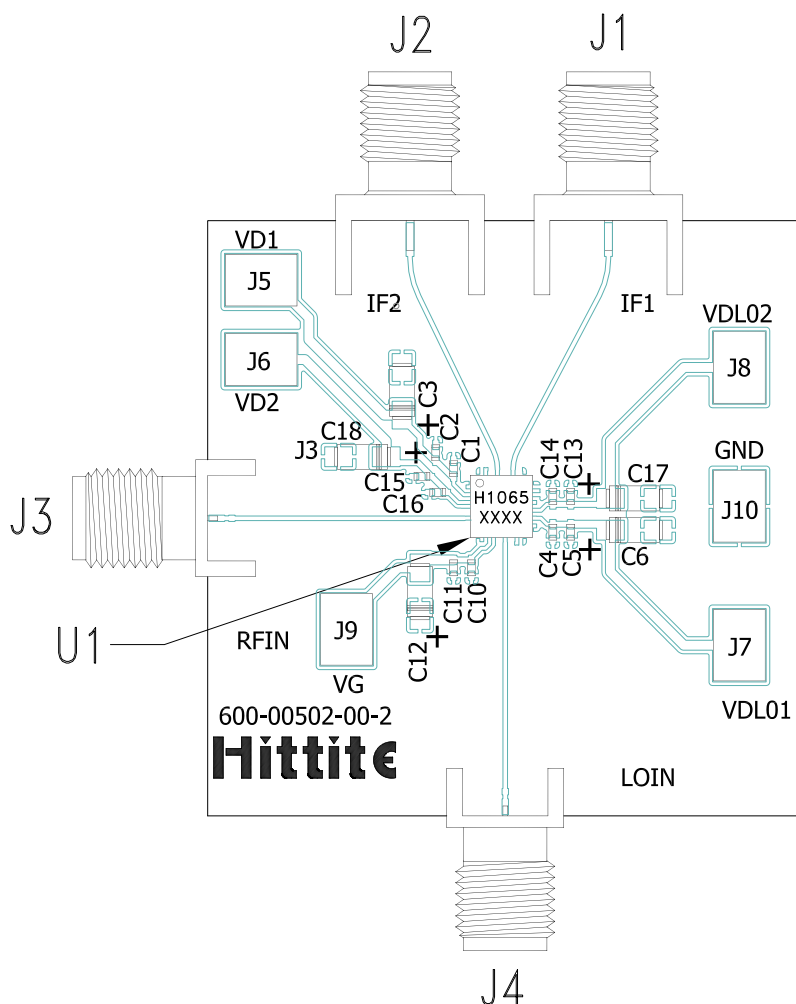 J2
J1
VD1
J5
IF2
IF1
VDL02
J6
J8
VD2
C3
C2
C1
J3
C18
C15
C16
C14
C13
C17
GND
H1065
XXXX
J10
J3
C4
C5
C6
C11
C10
C12
U1
RFIN
J9
VG
J7
VDL01
600-00502-00-2
Hittite
LOIN
J4